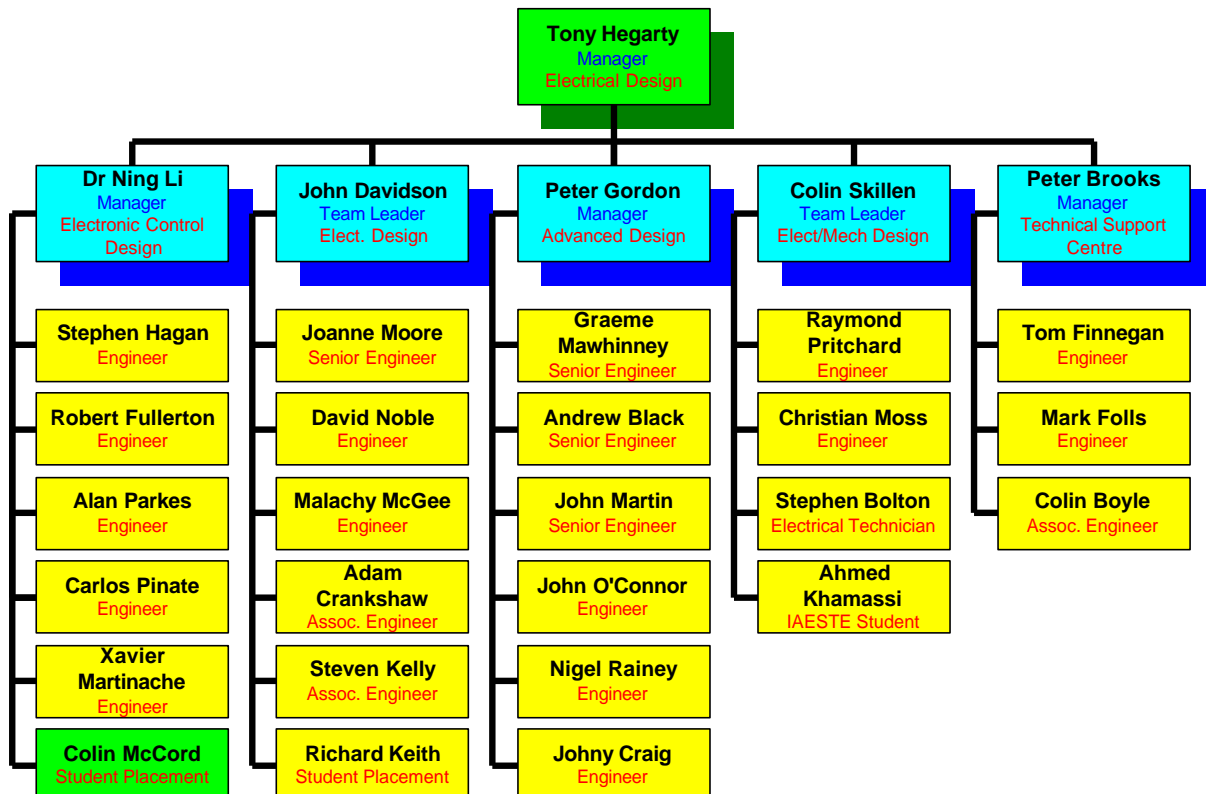 Tony Hegarty
Manager
Electrical Design
Dr Ning Li
Manager
Electronic Control
Design
John Davidson
Team Leader
Elect. Design
Peter Gordon
Manager
Advanced Design
Colin Skillen
Team Leader
Elect/Mech Design
Peter Brooks
Manager
Technical Support
Centre
Stephen Hagan
Engineer
Robert Fullerton
Engineer
Alan Parkes
Engineer
Carlos Pinate
Engineer
Xavier
Martinache
Engineer
Colin McCord
Student Placement
Joanne Moore
Senior Engineer
David Noble
Engineer
Malachy McGee
Engineer
Adam
Crankshaw
Assoc. Engineer
Steven Kelly
Assoc. Engineer
Richard Keith
Student Placement
Graeme
Mawhinney
Senior Engineer
Andrew Black
Senior Engineer
John Martin
Senior Engineer
John O'Connor
Engineer
Nigel Rainey
Engineer
Johny Craig
Engineer
Raymond
Pritchard
Engineer
Christian Moss
Engineer
Stephen Bolton
Electrical Technician
Ahmed
Khamassi
IAESTE Student
Tom Finnegan
Engineer
Mark Folls
Engineer
Colin Boyle
Assoc. Engineer